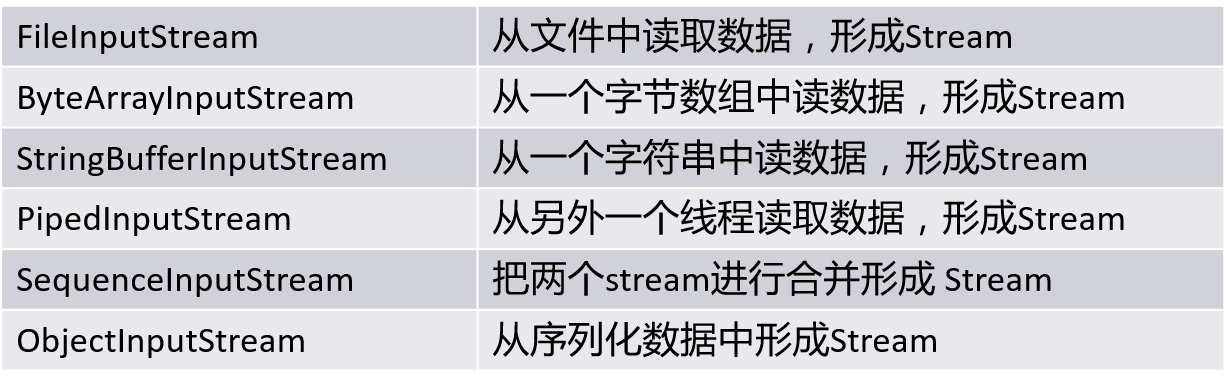 FileInputStream 从文件中读取数据，形成Stream
ByteArrayInputStream 从一个字节数组中读数据，形成Stream
StringBufferInputStream 从一个字符串中读数据，形成Stream
PipedInputStream 从另外一个线程读取数据，形成Stream
SequenceInputStream 把两个stream进行合并形成 Stream
ObjectInputStream 从序列化数据中形成Stream